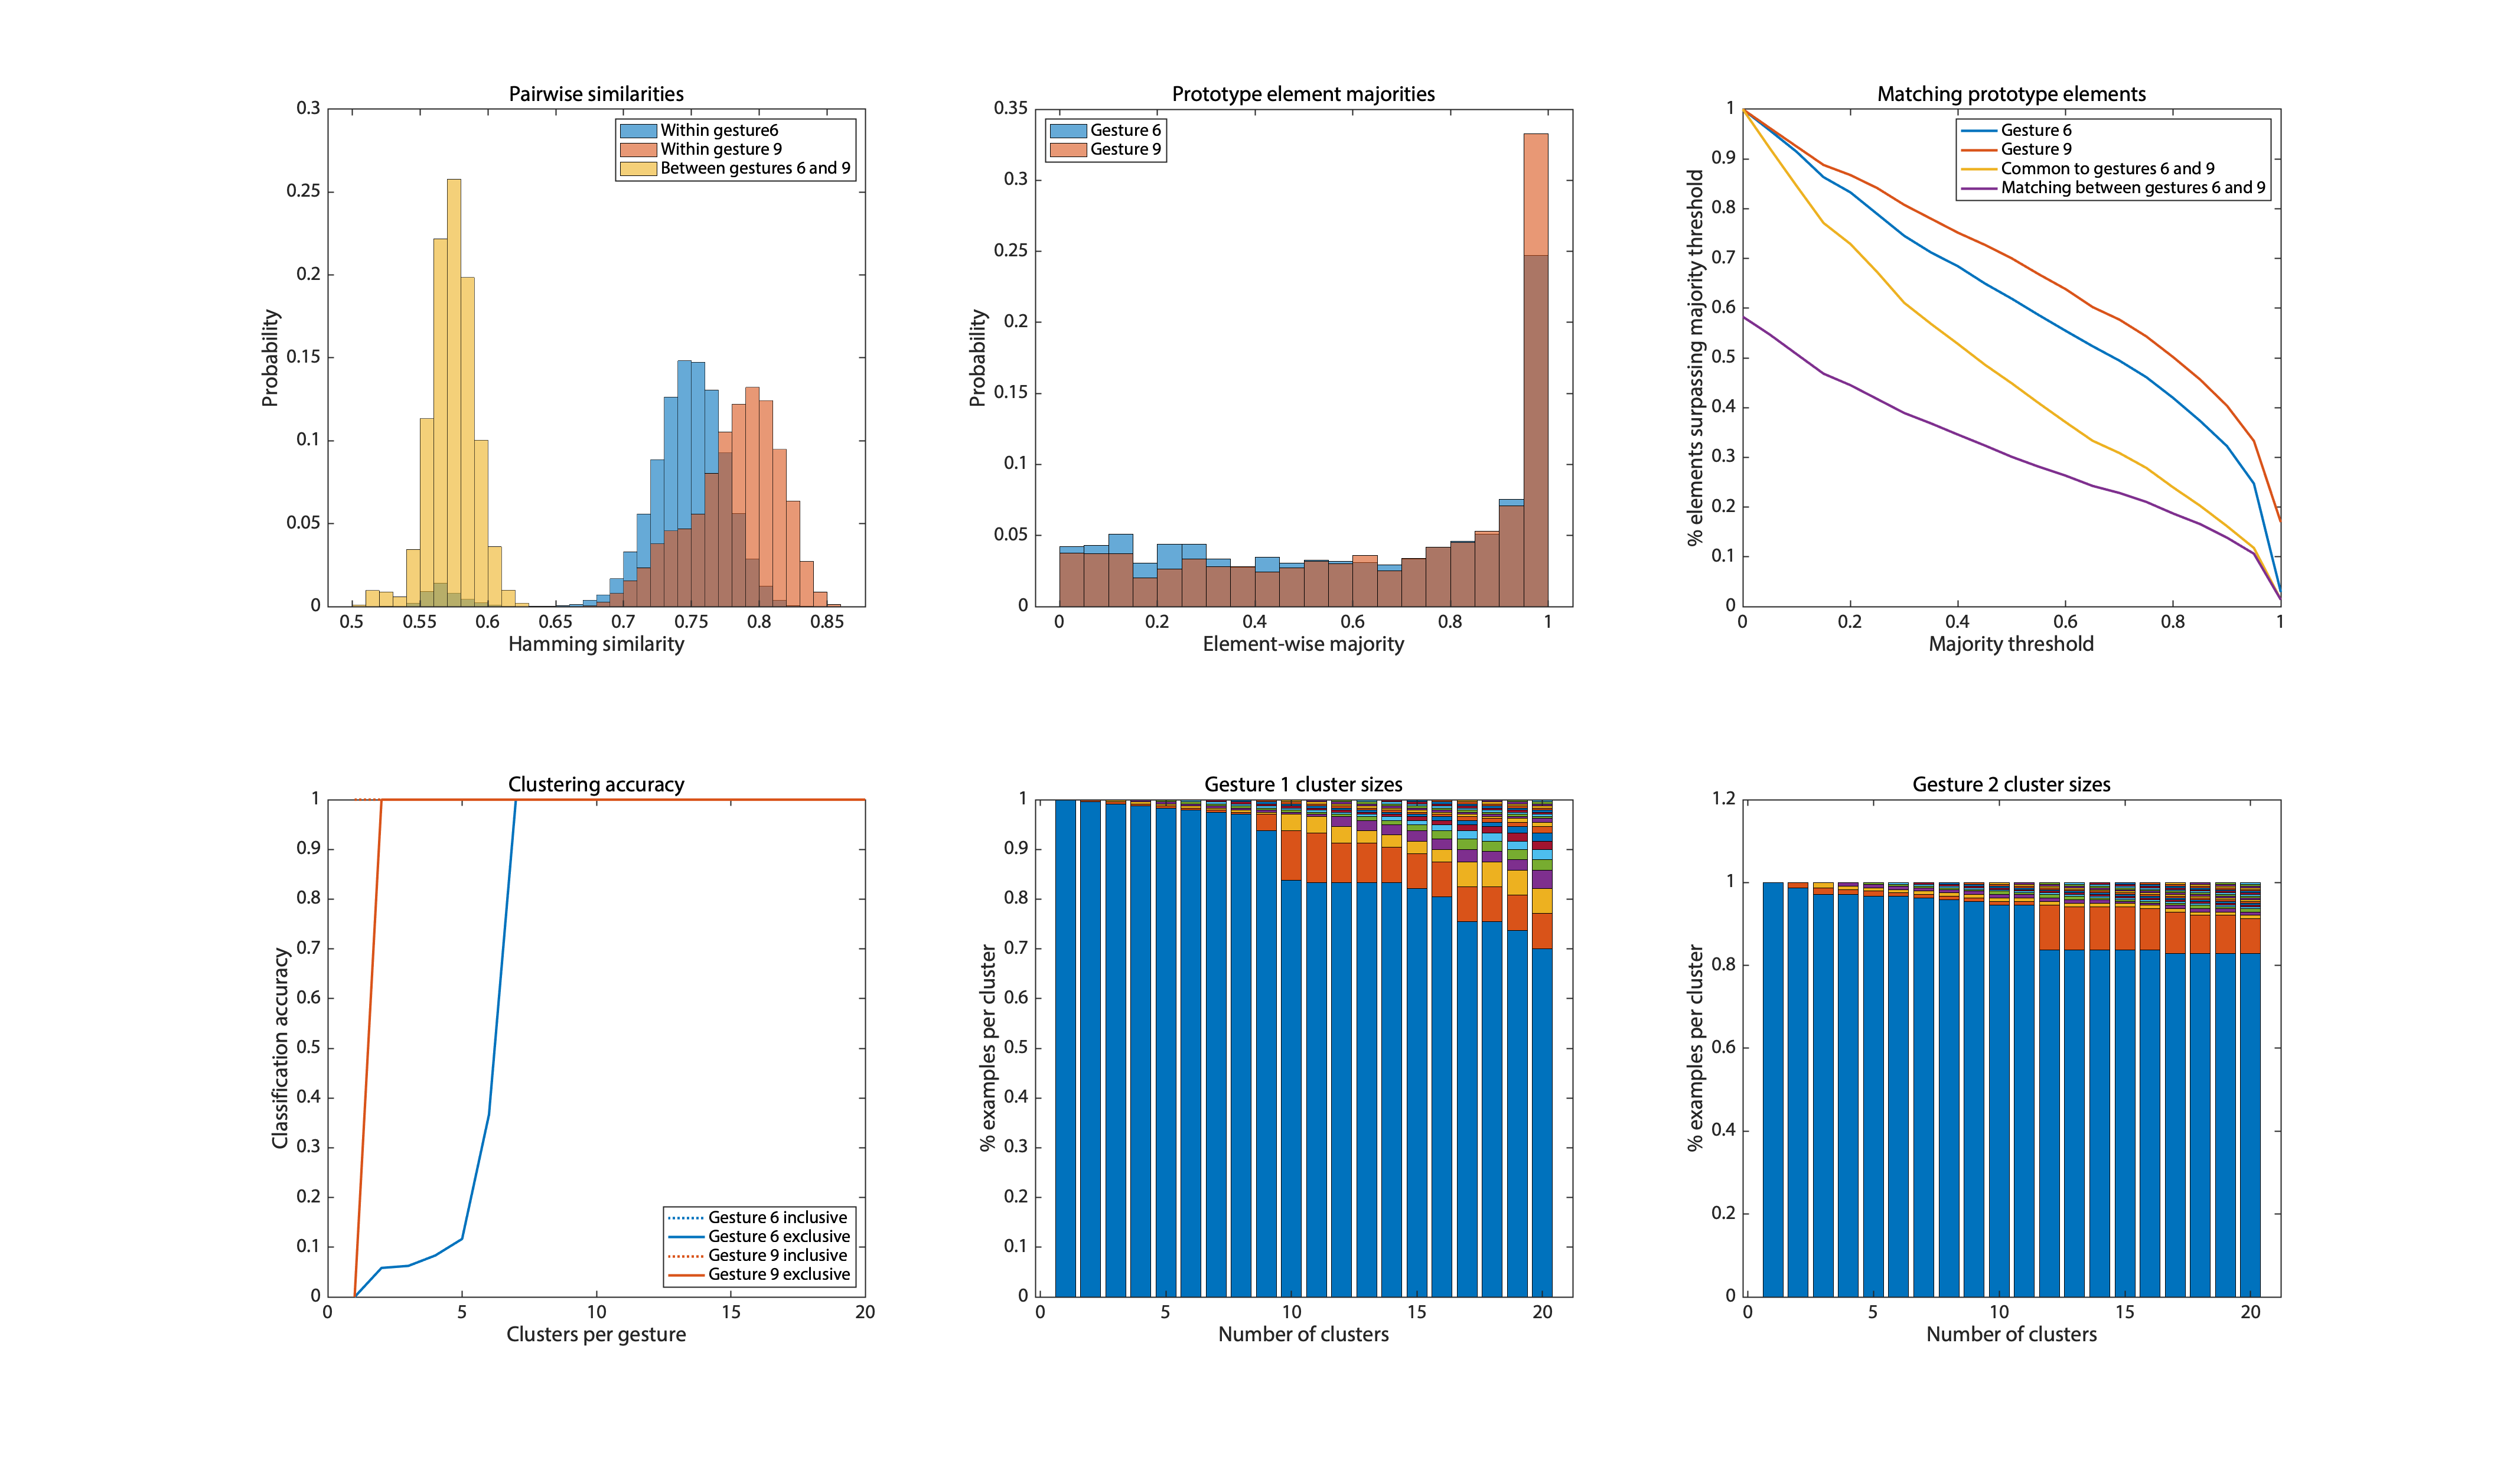 Pairwise similarities
0.3
0.25
0.2
0.15
0.1
0.05
0
Probability
Within gesture6
Within gesture 9
Between gestures 6 and 9
0.5 0.55 0.6 0.65 0.7 0.75 0.8 0.85
Hamming similarity
Prototype element majorities
0.35
0.3
0.25
0.2
0.15
0.1
0.05
0
Probability
Gesture 6
Gesture 9
0 0.2 0.4 0.6 0.8 1
Element-wise majority
Matching prototype elements
1
0.9
0.8
0.7
0.6
0.5
0.4
0.3
0.2
0.1
0
% elements surpassing majority threshold
Gesture 6
Gesture 9
Common to gestures 6 and 9
Matching between gestures 6 and 9
0 0.2 0.4 0.6 0.8 1
Majority threshold
Clustering accuracy
1
0.9
0.8
0.7
0.6
0.5
0.4
0.3
0.2
0.1
0
Classification accuracy
Gesture 6 inclusive
Gesture 6 exclusive
Gesture 9 inclusive
Gesture 9 exclusive
0 5 10 15 20
Clusters per gesture
Gesture 1 cluster sizes
1
0.9
0.8
0.7
0.6
0.5
0.4
0.3
0.2
0.1
0
% examples per cluster
0 5 10 15 20
Number of clusters
Gesture 2 cluster sizes
1.2
1
0.8
0.6
0.4
0.2
0
% examples per cluster
0 5 10 15 20
Number of clusters